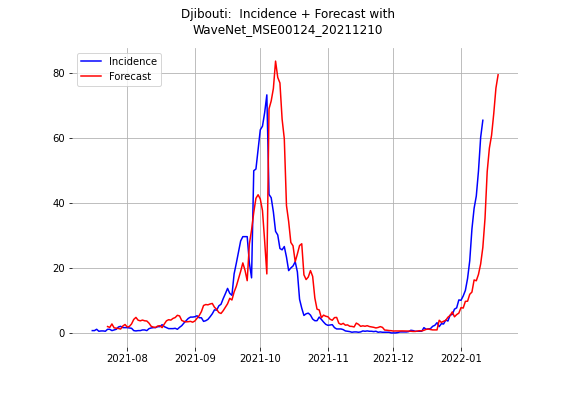 Djibouti:  Incidence + Forecast with
WaveNet_MSE00124_20211210
Incidence
Forecast
80
60
40
20
0
2021-08
2021-09
2021-10
2021-11
2021-12
2022-01